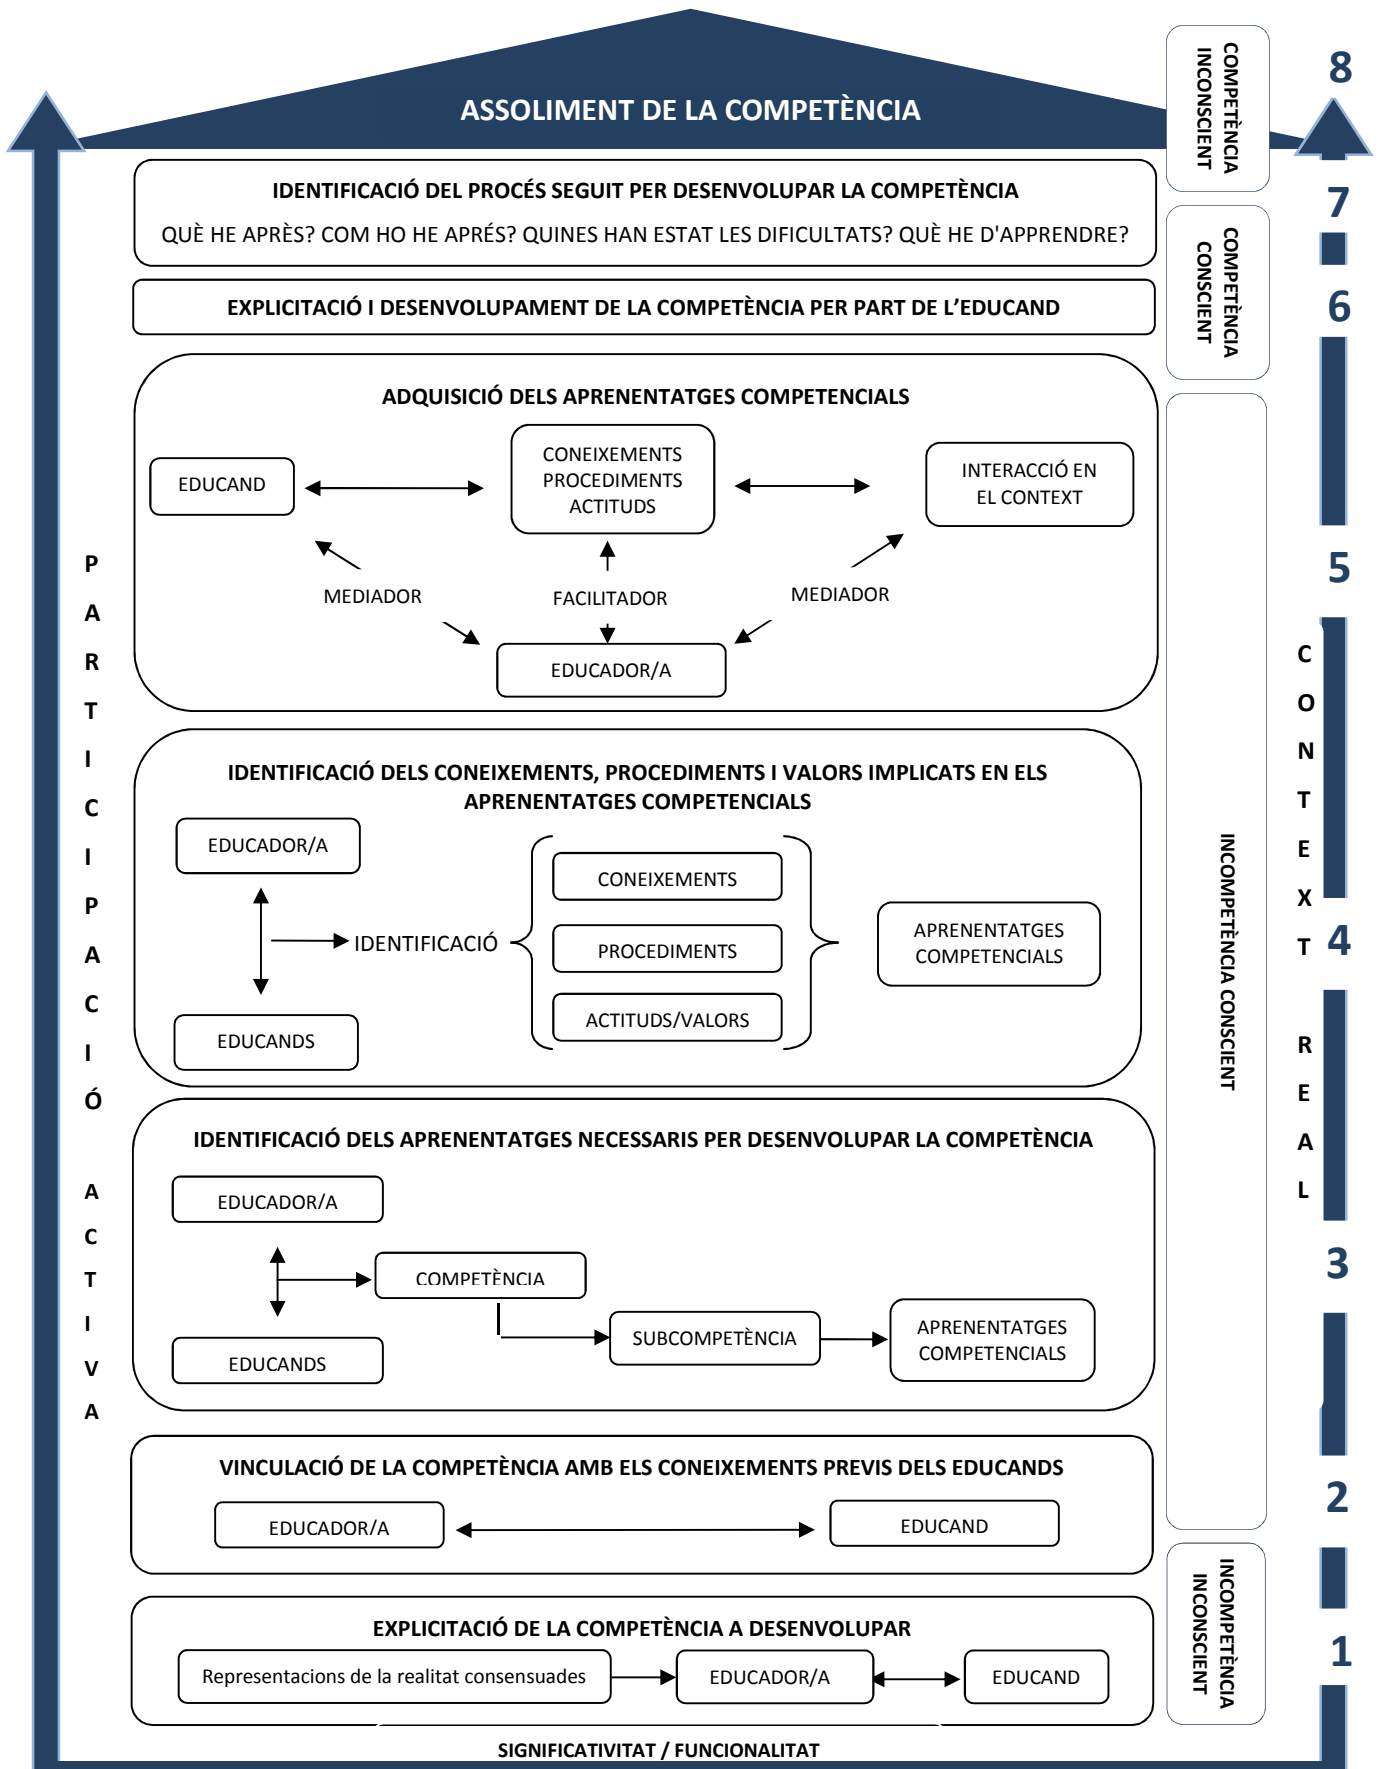 ASSOLIMENT DE LA COMPETÈNCIA
COMPETÈNCIA
INCONSCIENT
8
IDENTIFICACIÓ DEL PROCÉS SEGUIT PER DESENVOLUPAR LA COMPETÈNCIA
QUÈ HE APRÈS? COM HO HE APRÉS? QUINES HAN ESTAT LES DIFICULTATS? QUÈ HE D'APPRENDRE?
7
COMPETÈNCIA
CONSCIENT
EXPLICITACIÓ I DESENVOLUPAMENT DE LA COMPETÈNCIA PER PART DE L’EDUCAND
6
ADQUISICIÓ DELS APRENENTATGES COMPETENCIALS
EDUCAND
CONEIXEMENTS
PROCEDIMENTS
ACTITUDS
INTERACCIÓ EN
EL CONTEXT
MEDIADOR
FACILITADOR
MEDIADOR
EDUCADOR/A
5
PARTICIPACIÓ ACTIVA
CONTEXT REAL
INCOMPETÈNCIA CONSCIENT
IDENTIFICACIÓ DELS CONEIXEMENTS, PROCEDIMENTS I VALORS IMPLICATS EN ELS
APRENENTATGES COMPETENCIALS
EDUCADOR/A
IDENTIFICACIÓ
EDUCANDS
CONEIXEMENTS
PROCEDIMENTS
ACTITUDS/VALORS
APRENENTATGES
COMPETENCIALS
4
IDENTIFICACIÓ DELS APRENENTATGES NECESSARIS PER DESENVOLUPAR LA COMPETÈNCIA
EDUCADOR/A
COMPETÈNCIA
EDUCANDS
SUBCOMPETÈNCIA
APRENENTATGES
COMPETENCIALS
3
VINCULACIÓ DE LA COMPETÈNCIA AMB ELS CONEIXEMENTS PREVIS DELS EDUCANDS
EDUCADOR/A
EDUCAND
2
INCOMPETÈNCIA
INCONSCIENT
EXPLICITACIÓ DE LA COMPETÈNCIA A DESENVOLUPAR
Representacions de la realitat consensuades
EDUCADOR/A
EDUCAND
1
SIGNIFICATIVITAT / FUNCIONALITAT